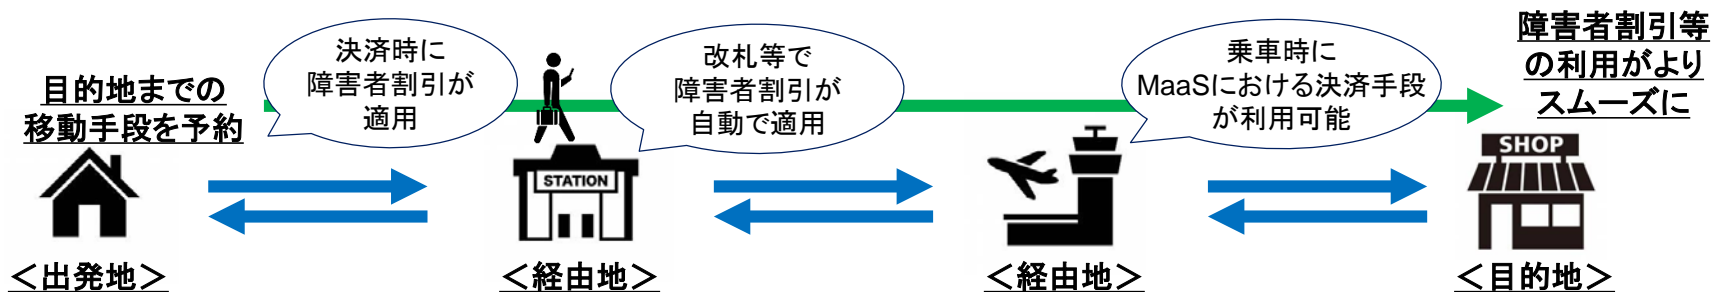 目的地までの
移動手段を予約
決済時に
障害者割引が
適用
改札等で
障害者割引が
自動で適用
乗車時に
MaaSにおける決済手段
が利用可能
障害者割引等
の利用がより
スムーズに
STATION
SHOP
＜出発地＞
＜経由地＞
＜経由地＞
＜目的地＞